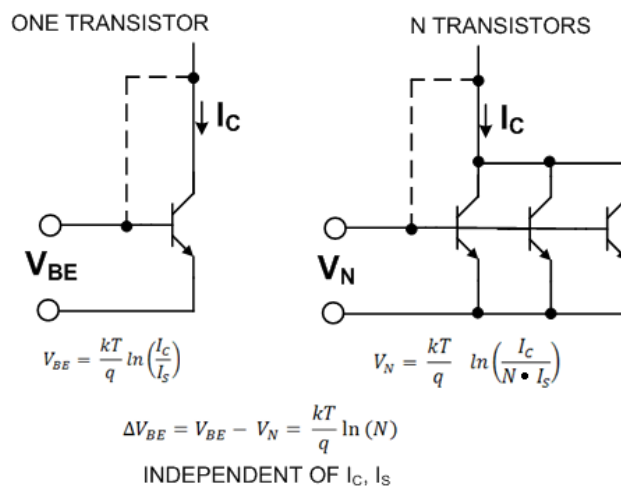 ONE TRANSISTOR
N TRANSISTORS
I_C
I_C
V_BE
V_N
V_BE = kT/q ln(I_C/I_S)
V_N = kT/q ln(I_C/N • I_S)
ΔV_BE = V_BE − V_N = kT/q ln (N)
INDEPENDENT OF I_C, I_S